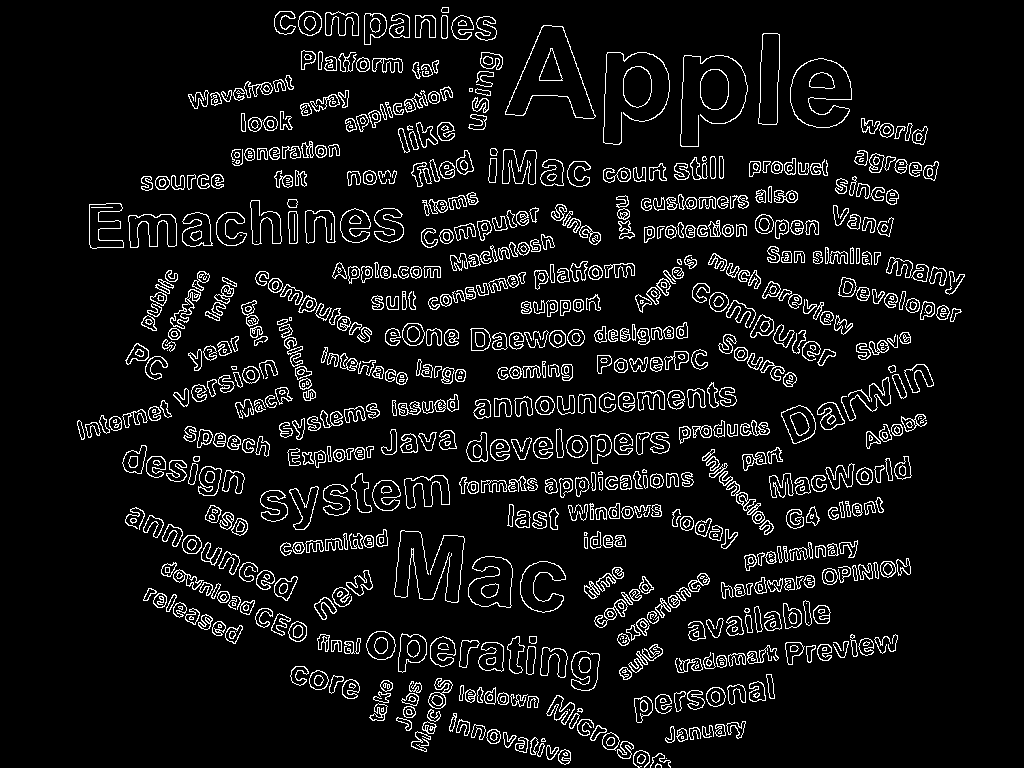 companies
Apple
Platform far
using
Wavefront away application
look like
world
generation
filed iMac court still product agreed
source felt now
items next customers also since
Emachines Computer Since protection Open Vand
Macintosh
San similar many
Apple.com consumer platform Apple's much preview
public software Intel computers
suit support computer Developer
best includes eOne Daewoo designed
PC year interface large coming PowerPC Source Steve
Internet version MacR systems issued announcements Darwin
speech Explorer Java developers products Adobe
design part
system formats applications injunction MacWorld
announced BSD last Windows today G4 client
committed Mac idea preliminary
download new time copied experience hardware OPINION
released CEO final operating suits available
trademark Preview
core take Jobs MacOS letdown personal
innovative Microsoft January